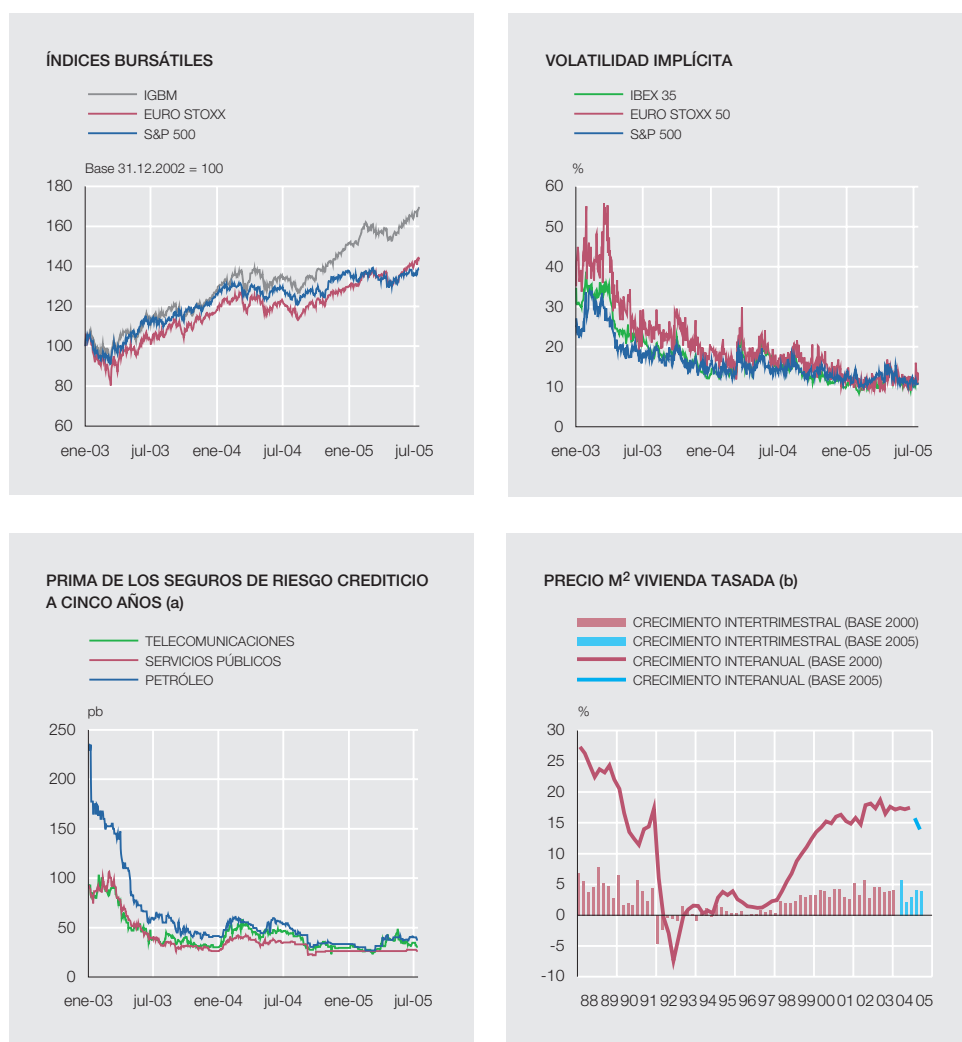 ÍNDICES BURSÁTILES
IGBM
EURO STOXX
S&P 500
Base 31.12.2002 = 100
180
160
140
120
100
80
60
ene-03 jul-03 ene-04 jul-04 ene-05 jul-05
VOLATILIDAD IMPLÍCITA
IBEX 35
EURO STOXX 50
S&P 500
%
60
50
40
30
20
10
0
ene-03 jul-03 ene-04 jul-04 ene-05 jul-05
PRIMA DE LOS SEGUROS DE RIESGO CREDITICIO
A CINCO AÑOS (a)
TELECOMUNICACIONES
SERVICIOS PÚBLICOS
PETRÓLEO
pb
250
200
150
100
50
0
ene-03 jul-03 ene-04 jul-04 ene-05 jul-05
PRECIO M2 VIVIENDA TASADA (b)
CRECIMIENTO INTERTRIMESTRAL (BASE 2000)
CRECIMIENTO INTERTRIMESTRAL (BASE 2005)
CRECIMIENTO INTERANUAL (BASE 2000)
CRECIMIENTO INTERANUAL (BASE 2005)
%
30
25
20
15
10
5
0
-5
-10
88 89 90 91 92 93 94 95 96 97 98 99 00 01 02 03 04 05